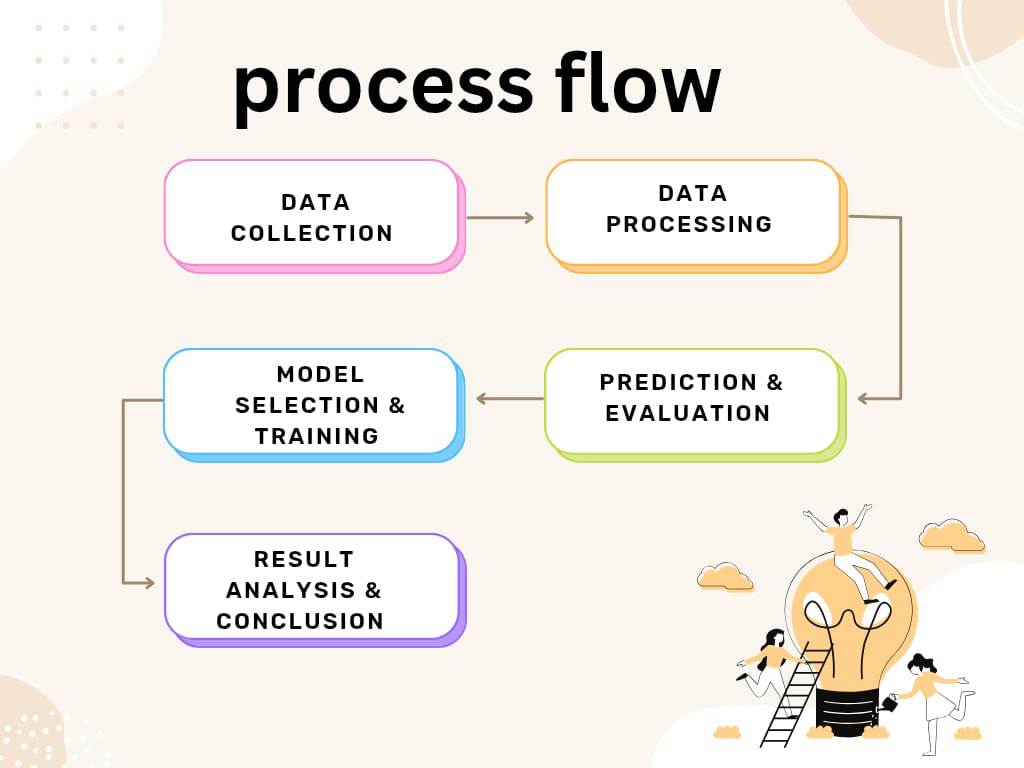 process flow
DATA
COLLECTION
DATA
PROCESSING
PREDICTION &
EVALUATION
MODEL
SELECTION &
TRAINING
RESULT
ANALYSIS &
CONCLUSION